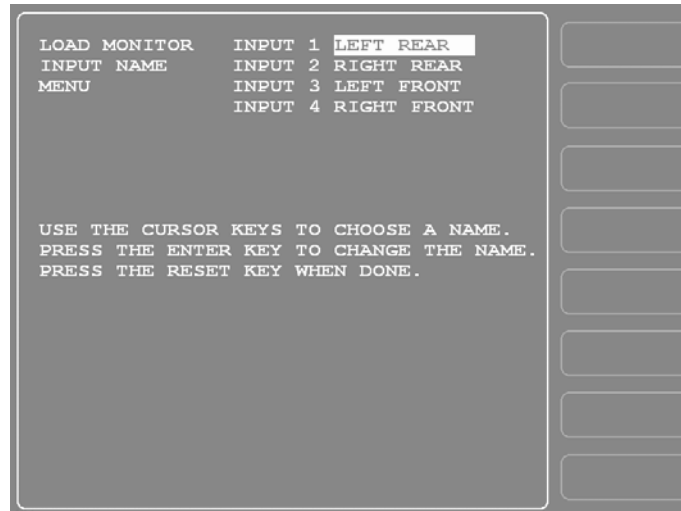 LOAD MONITOR INPUT 1 LEFT REAR
INPUT NAME INPUT 2 RIGHT REAR
MENU INPUT 3 LEFT FRONT
INPUT 4 RIGHT FRONT
USE THE CURSOR KEYS TO CHOOSE A NAME.
PRESS THE ENTER KEY TO CHANGE THE NAME.
PRESS THE RESET KEY WHEN DONE.